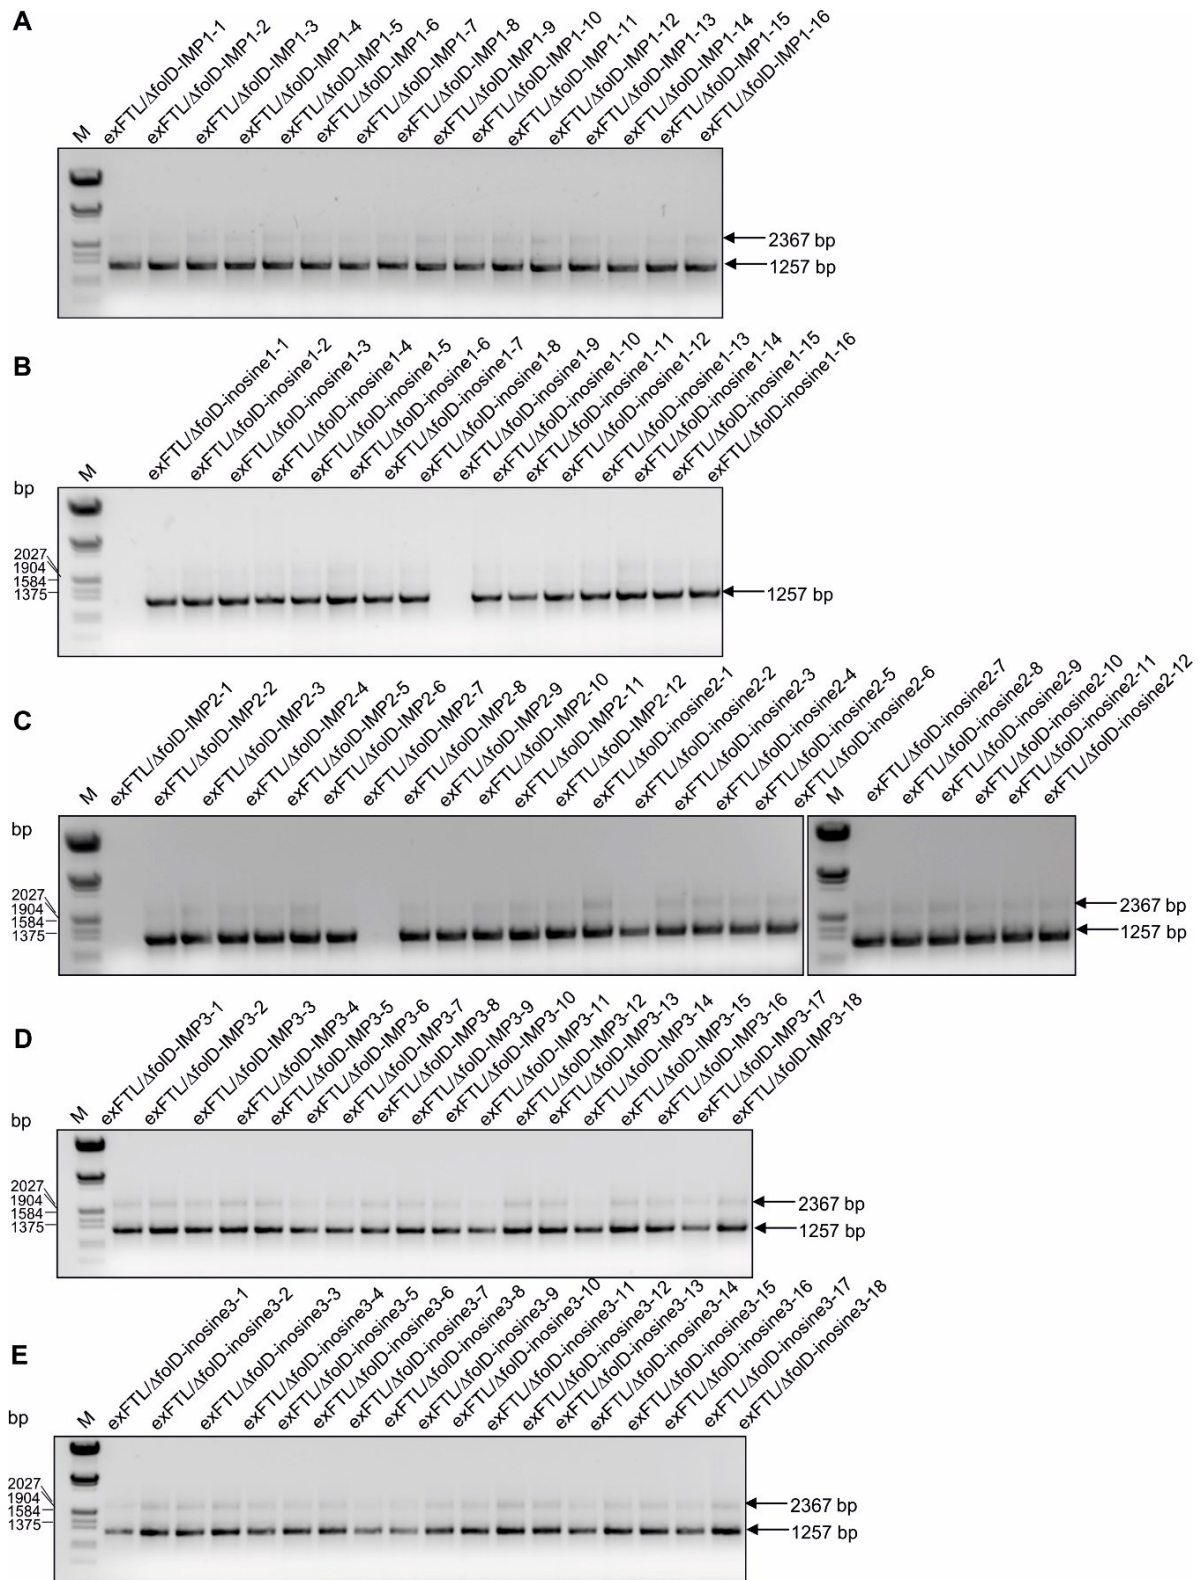 A
M
exFTL/ΔfolD-IMP1-1
exFTL/ΔfolD-IMP1-2
exFTL/ΔfolD-IMP1-3
exFTL/ΔfolD-IMP1-4
exFTL/ΔfolD-IMP1-5
exFTL/ΔfolD-IMP1-6
exFTL/ΔfolD-IMP1-7
exFTL/ΔfolD-IMP1-8
exFTL/ΔfolD-IMP1-9
exFTL/ΔfolD-IMP1-10
exFTL/ΔfolD-IMP1-11
exFTL/ΔfolD-IMP1-12
exFTL/ΔfolD-IMP1-13
exFTL/ΔfolD-IMP1-14
exFTL/ΔfolD-IMP1-15
exFTL/ΔfolD-IMP1-16
2367 bp
1257 bp
B
bp
M
exFTL/ΔfolD-inosine1-1
exFTL/ΔfolD-inosine1-2
exFTL/ΔfolD-inosine1-3
exFTL/ΔfolD-inosine1-4
exFTL/ΔfolD-inosine1-5
exFTL/ΔfolD-inosine1-6
exFTL/ΔfolD-inosine1-7
exFTL/ΔfolD-inosine1-8
exFTL/ΔfolD-inosine1-9
exFTL/ΔfolD-inosine1-10
exFTL/ΔfolD-inosine1-11
exFTL/ΔfolD-inosine1-12
exFTL/ΔfolD-inosine1-13
exFTL/ΔfolD-inosine1-14
exFTL/ΔfolD-inosine1-15
exFTL/ΔfolD-inosine1-16
2027
1904
1584
1375
1257 bp
C
bp
M
exFTL/ΔfolD-IMP2-1
exFTL/ΔfolD-IMP2-2
exFTL/ΔfolD-IMP2-3
exFTL/ΔfolD-IMP2-4
exFTL/ΔfolD-IMP2-5
exFTL/ΔfolD-IMP2-6
exFTL/ΔfolD-IMP2-7
exFTL/ΔfolD-IMP2-8
exFTL/ΔfolD-IMP2-9
exFTL/ΔfolD-IMP2-10
exFTL/ΔfolD-IMP2-11
exFTL/ΔfolD-IMP2-12
exFTL/ΔfolD-inosine2-1
exFTL/ΔfolD-inosine2-2
exFTL/ΔfolD-inosine2-3
exFTL/ΔfolD-inosine2-4
exFTL/ΔfolD-inosine2-5
exFTL/ΔfolD-inosine2-6
M
exFTL/ΔfolD-inosine2-7
exFTL/ΔfolD-inosine2-8
exFTL/ΔfolD-inosine2-9
exFTL/ΔfolD-inosine2-10
exFTL/ΔfolD-inosine2-11
exFTL/ΔfolD-inosine2-12
2027
1904
1584
1375
2367 bp
1257 bp
D
bp
M
exFTL/ΔfolD-IMP3-1
exFTL/ΔfolD-IMP3-2
exFTL/ΔfolD-IMP3-3
exFTL/ΔfolD-IMP3-4
exFTL/ΔfolD-IMP3-5
exFTL/ΔfolD-IMP3-6
exFTL/ΔfolD-IMP3-7
exFTL/ΔfolD-IMP3-8
exFTL/ΔfolD-IMP3-9
exFTL/ΔfolD-IMP3-10
exFTL/ΔfolD-IMP3-11
exFTL/ΔfolD-IMP3-12
exFTL/ΔfolD-IMP3-13
exFTL/ΔfolD-IMP3-14
exFTL/ΔfolD-IMP3-15
exFTL/ΔfolD-IMP3-16
exFTL/ΔfolD-IMP3-17
exFTL/ΔfolD-IMP3-18
2027
1904
1584
1375
2367 bp
1257 bp
E
bp
M
exFTL/ΔfolD-inosine3-1
exFTL/ΔfolD-inosine3-2
exFTL/ΔfolD-inosine3-3
exFTL/ΔfolD-inosine3-4
exFTL/ΔfolD-inosine3-5
exFTL/ΔfolD-inosine3-6
exFTL/ΔfolD-inosine3-7
exFTL/ΔfolD-inosine3-8
exFTL/ΔfolD-inosine3-9
exFTL/ΔfolD-inosine3-10
exFTL/ΔfolD-inosine3-11
exFTL/ΔfolD-inosine3-12
exFTL/ΔfolD-inosine3-13
exFTL/ΔfolD-inosine3-14
exFTL/ΔfolD-inosine3-15
exFTL/ΔfolD-inosine3-16
exFTL/ΔfolD-inosine3-17
exFTL/ΔfolD-inosine3-18
2027
1904
1584
1375
2367 bp
1257 bp